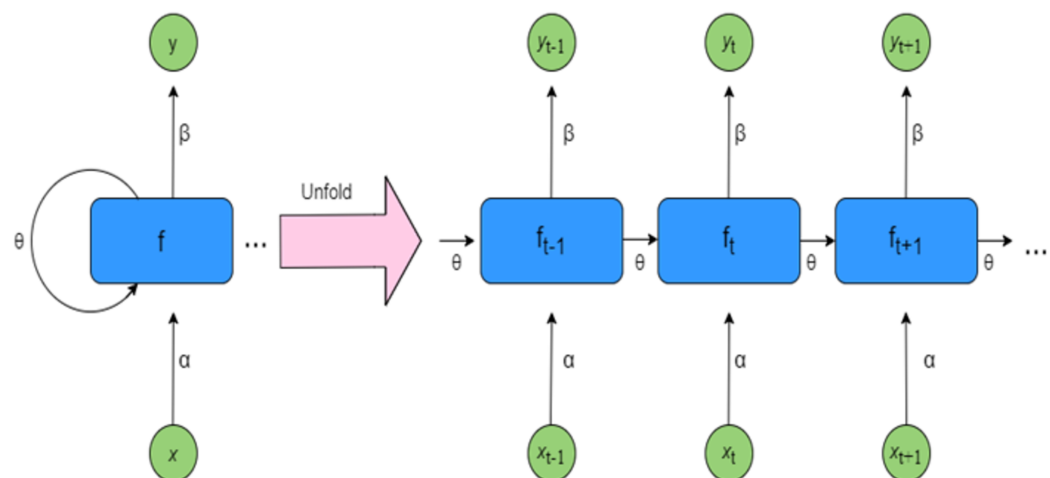 y y_{t-1} y_t y_{t+1}
β β β β
Unfold
θ f ... f_{t-1} f_t f_{t+1} ...
θ θ θ θ
α α α α
x x_{t-1} x_t x_{t+1}